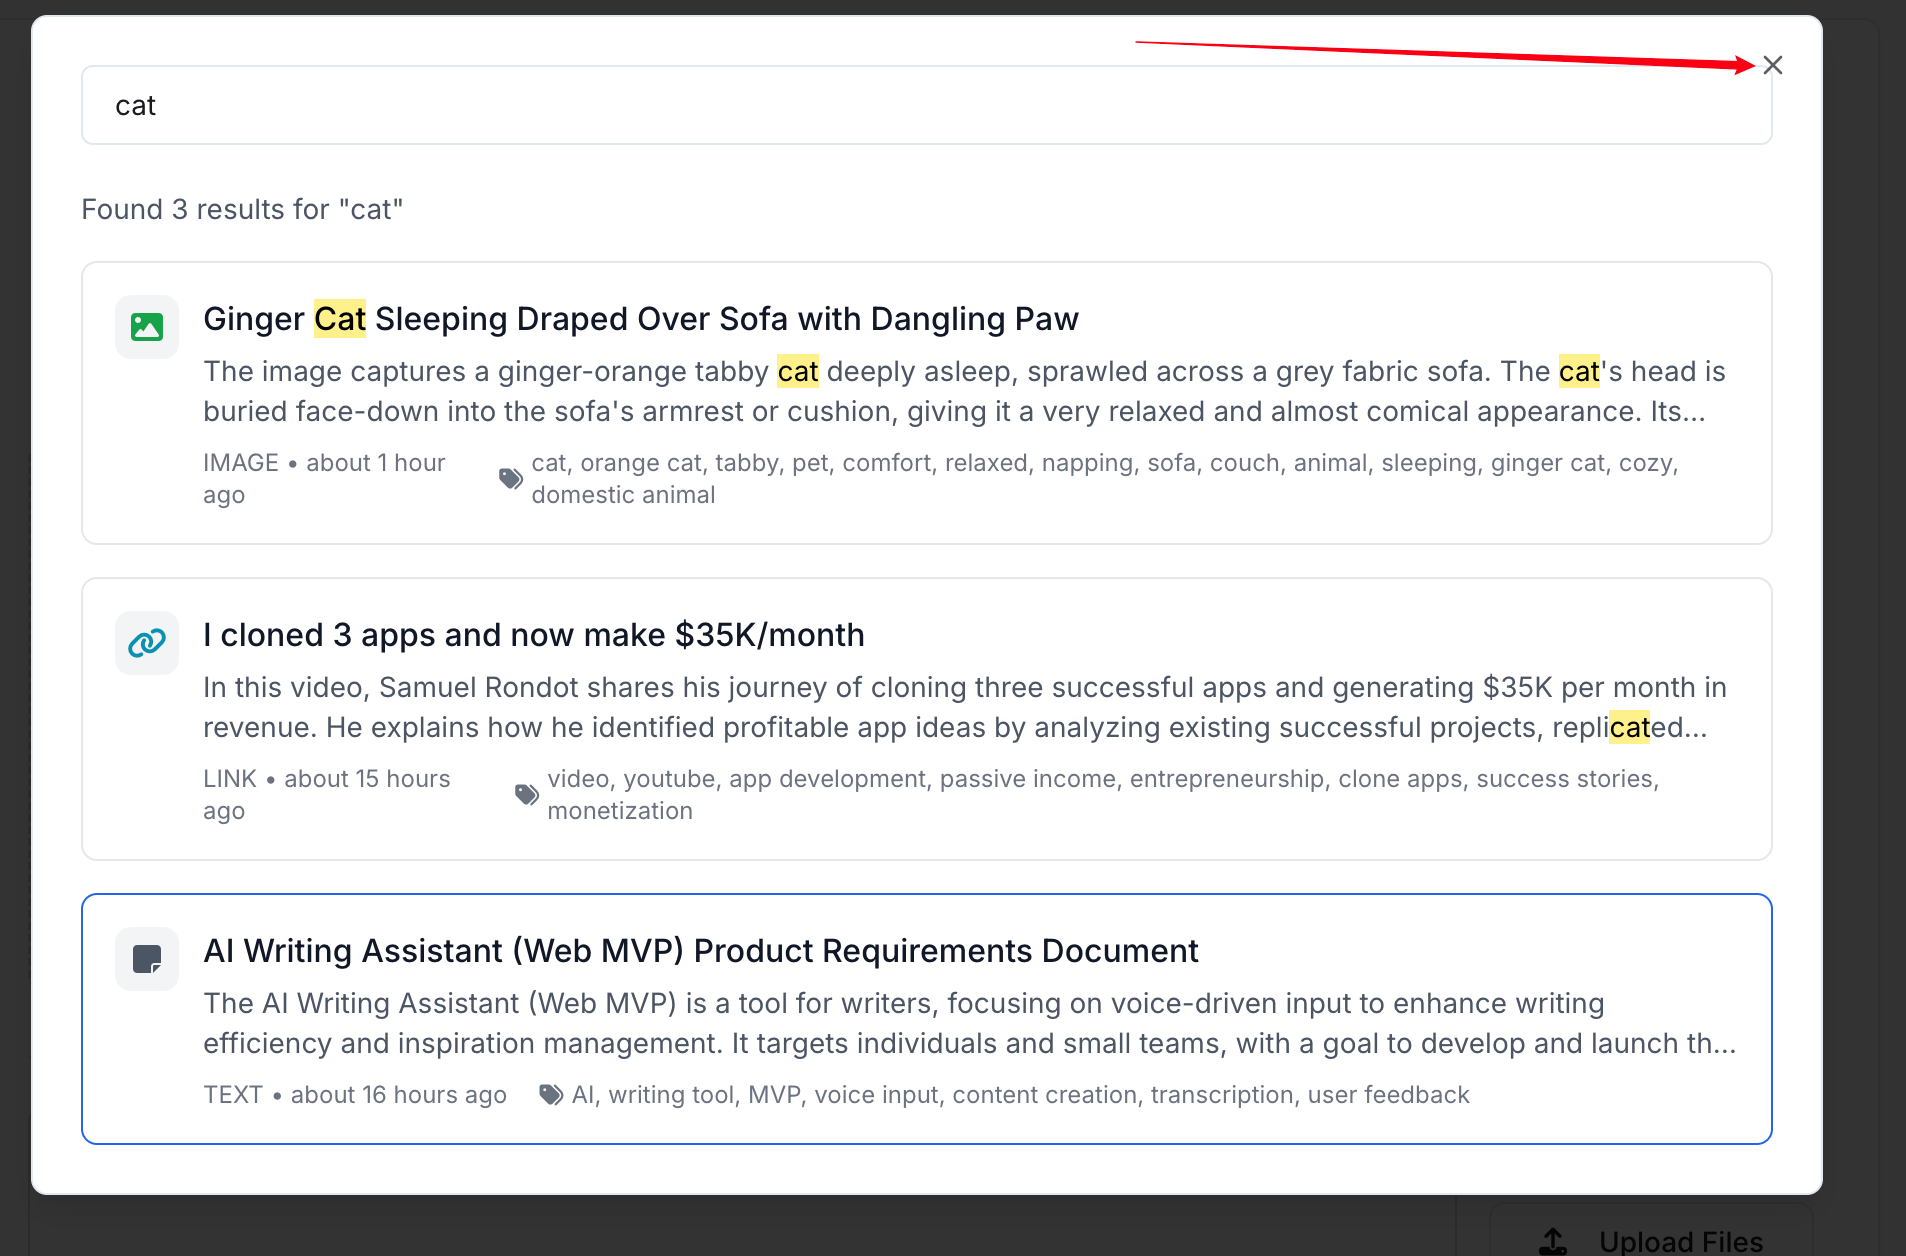 cat
Found 3 results for "cat"
Ginger Cat Sleeping Draped Over Sofa with Dangling Paw
The image captures a ginger-orange tabby cat deeply asleep, sprawled across a grey fabric sofa. The cat's head is
buried face-down into the sofa's armrest or cushion, giving it a very relaxed and almost comical appearance. Its...
IMAGE • about 1 hour
ago
cat, orange cat, tabby, pet, comfort, relaxed, napping, sofa, couch, animal, sleeping, ginger cat, cozy,
domestic animal
I cloned 3 apps and now make $35K/month
In this video, Samuel Rondot shares his journey of cloning three successful apps and generating $35K per month in
revenue. He explains how he identified profitable app ideas by analyzing existing successful projects, replicated...
LINK • about 15 hours
ago
video, youtube, app development, passive income, entrepreneurship, clone apps, success stories,
monetization
AI Writing Assistant (Web MVP) Product Requirements Document
The AI Writing Assistant (Web MVP) is a tool for writers, focusing on voice-driven input to enhance writing
efficiency and inspiration management. It targets individuals and small teams, with a goal to develop and launch th...
TEXT • about 16 hours ago
AI, writing tool, MVP, voice input, content creation, transcription, user feedback
Upload Files